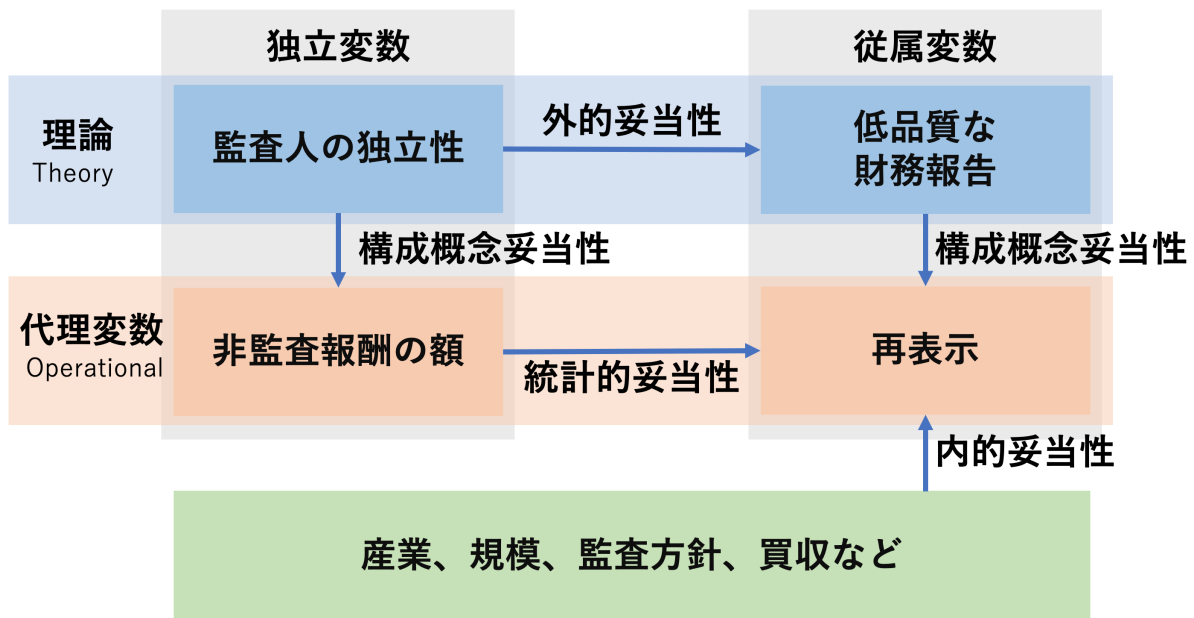 独立変数
従属変数
理論
Theory
監査人の独立性
外的妥当性
低品質な
財務報告
構成概念妥当性
構成概念妥当性
代理変数
Operational
非監査報酬の額
統計的妥当性
再表示
内的妥当性
産業、規模、監査方針、買収など